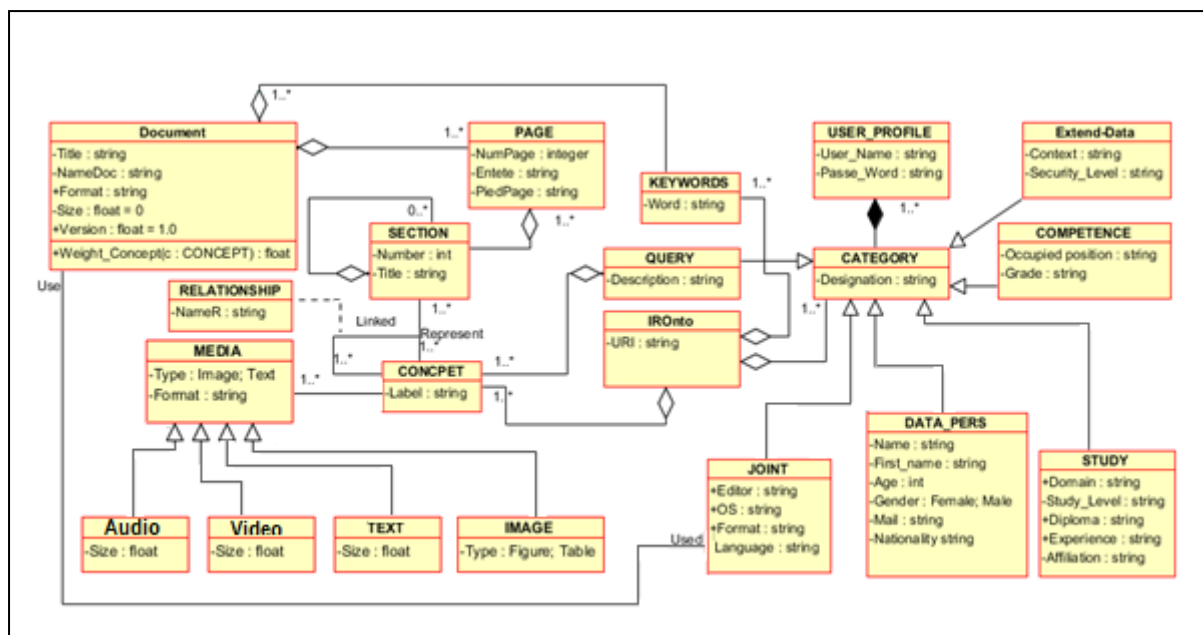 1..*
Document
-Title : string
-NameDoc : string
+Format : string
-Size : float = 0
+Version : float = 1.0
+Weight_Concept(c : CONCEPT) : float
1..*
PAGE
-NumPage : integer
-Entete : string
-PiedPage : string
USER_PROFILE
-User_Name : string
-Passe_Word : string
Extend-Data
-Context : string
-Security_Level : string
KEYWORDS
-Word : string
1..*
1..*
0..*
1..*
SECTION
-Number : int
-Title : string
QUERY
-Description : string
CATEGORY
-Designation : string
COMPETENCE
-Occupied position : string
-Grade : string
Use
RELATIONSHIP
-NameR : string
Linked
1..*
Represent
1..*
1..*
IROnto
-URI : string
1..*
MEDIA
-Type : Image; Text
-Format : string
1..*
CONCPET
-Label : string
1..*
1..*
DATA_PERS
-Name : string
-First_name : string
-Age : int
-Gender : Female; Male
-Mail : string
-Nationality string
JOINT
+Editor : string
+OS : string
+Format : string
Language : string
STUDY
+Domain : string
-Study_Level : string
+Diploma : string
+Experience : string
-Affiliation : string
Audio
-Size : float
Video
-Size : float
TEXT
-Size : float
IMAGE
-Type : Figure; Table
Used